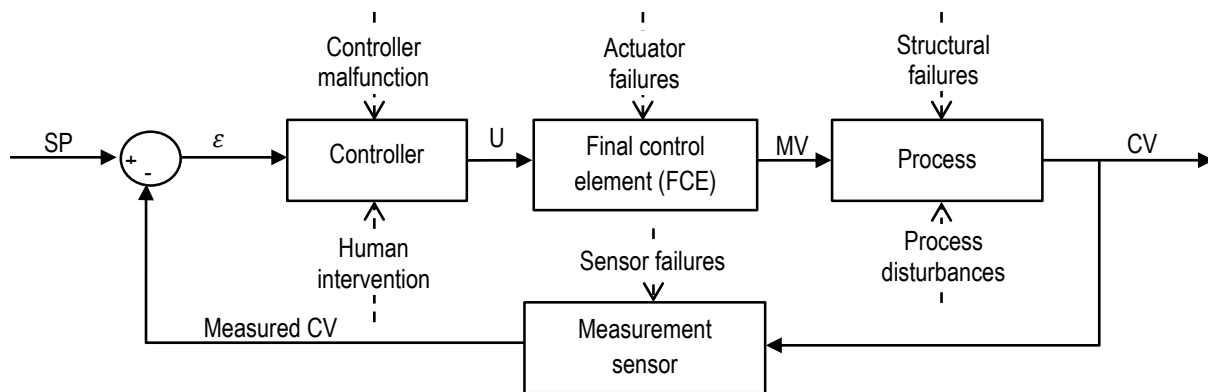 Controller
malfunction
Actuator
failures
Structural
failures
SP
+
-
ε
Controller
U
Final control
element (FCE)
MV
Process
CV
Human
intervention
Sensor failures
Process
disturbances
Measured CV
Measurement
sensor